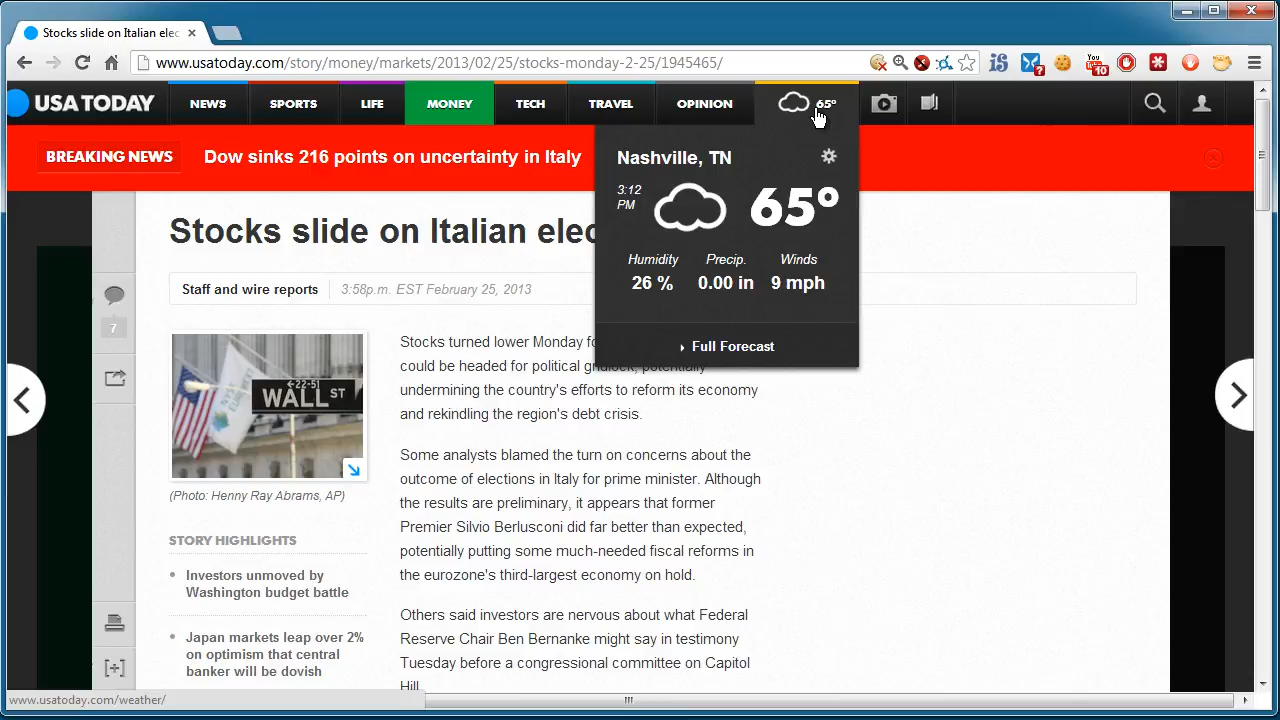 Stocks slide on Italian elec
www.usatoday.com/story/money/markets/2013/02/25/stocks-monday-2-25/1945465/
?
You
10
USA TODAY
NEWS
SPORTS
LIFE
MONEY
TECH
TRAVEL
OPINION
65°
BREAKING NEWS
Dow sinks 216 points on uncertainty in Italy
Nashville, TN
3:12
PM
65°
Humidity
Precip.
Winds
26 %
0.00 in
9 mph
Full Forecast
Stocks slide on Italian elec
Staff and wire reports
3:58p.m. EST February 25, 2013
7
22-51
WALL ST
(Photo: Henny Ray Abrams, AP)
STORY HIGHLIGHTS
Investors unmoved by
Washington budget battle
Japan markets leap over 2%
on optimism that central
banker will be dovish
Stocks turned lower Monday
could be headed for political gridlock, potentially
undermining the country's efforts to reform its economy
and rekindling the region's debt crisis.
Some analysts blamed the turn on concerns about the
outcome of elections in Italy for prime minister. Although
the results are preliminary, it appears that former
Premier Silvio Berlusconi did far better than expected,
potentially putting some much-needed fiscal reforms in
the eurozone's third-largest economy on hold.
Others said investors are nervous about what Federal
Reserve Chair Ben Bernanke might say in testimony
Tuesday before a congressional committee on Capitol
Hill.
[+]
www.usatoday.com/weather/